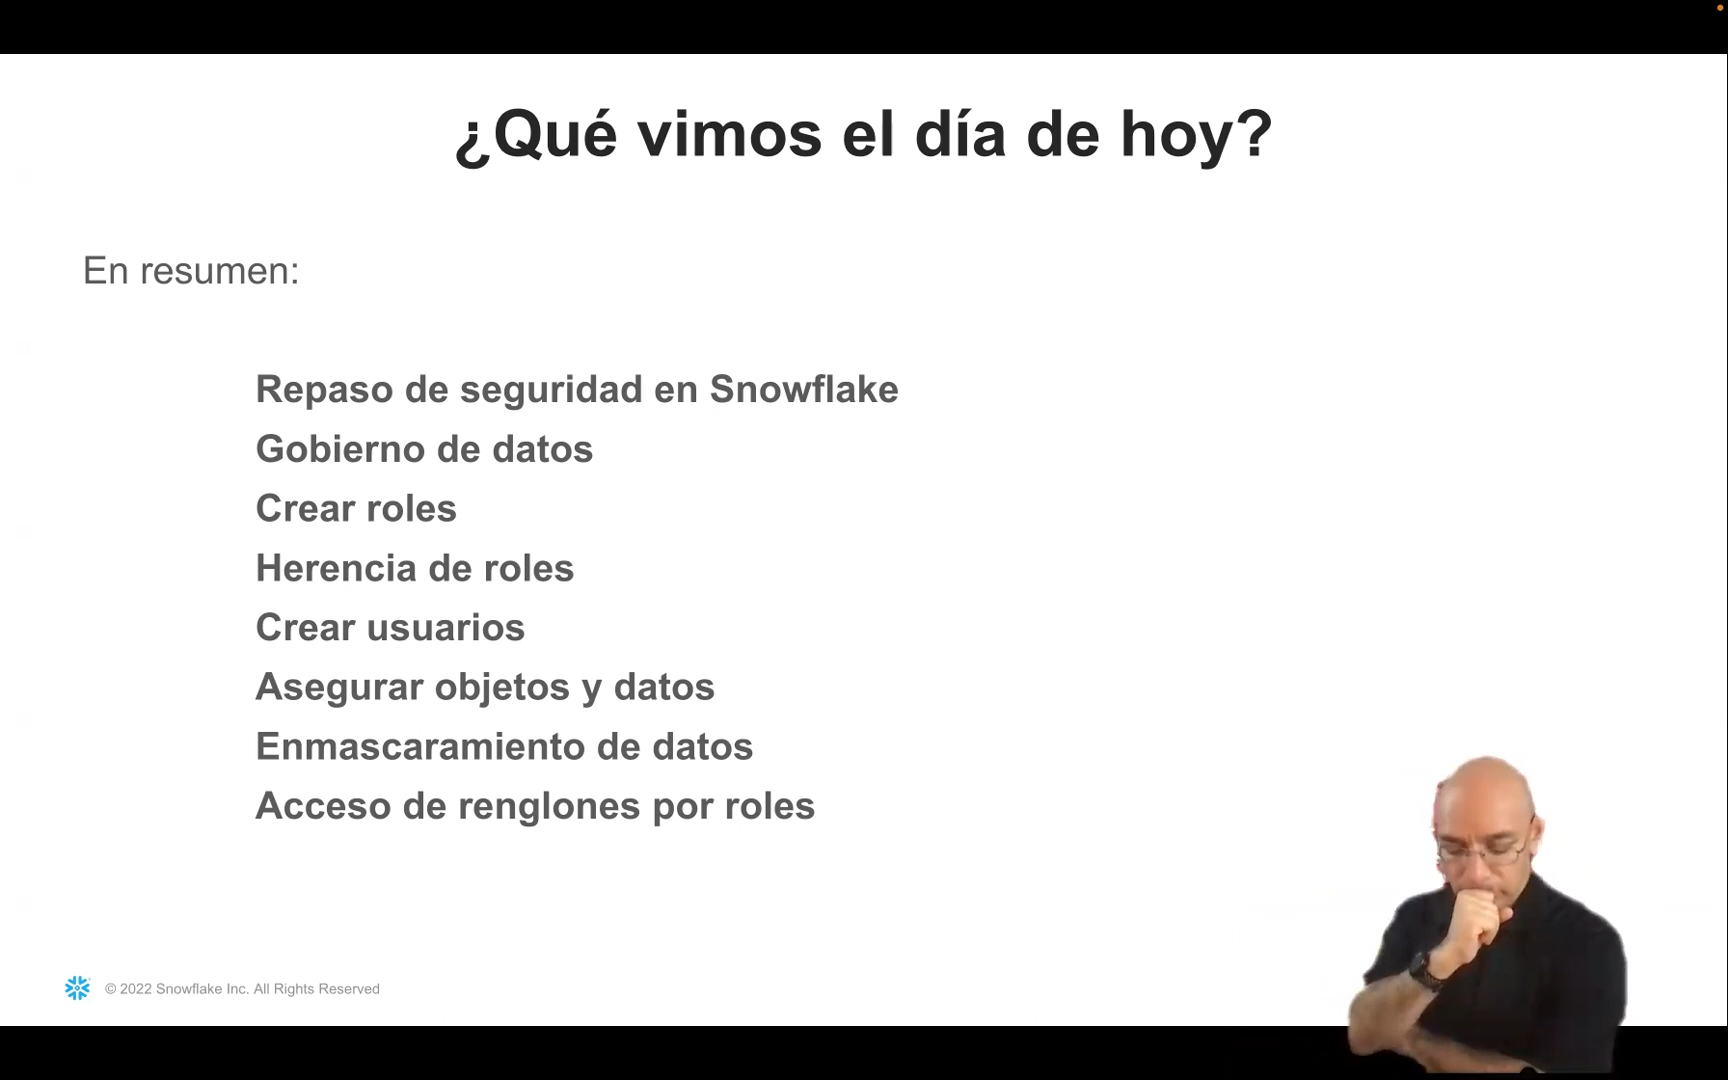 ¿Qué vimos el día de hoy?
En resumen:
Repaso de seguridad en Snowflake
Gobierno de datos
Crear roles
Herencia de roles
Crear usuarios
Asegurar objetos y datos
Enmascaramiento de datos
Acceso de renglones por roles
© 2022 Snowflake Inc. All Rights Reserved